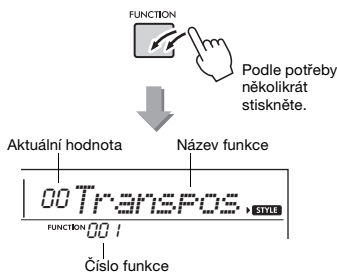 FUNCTION
Podle potřeby
několikrát
stiskněte.
Aktuální hodnota
Název funkce
00 Transpos
STYLE
FUNCTION 001
Číslo funkce